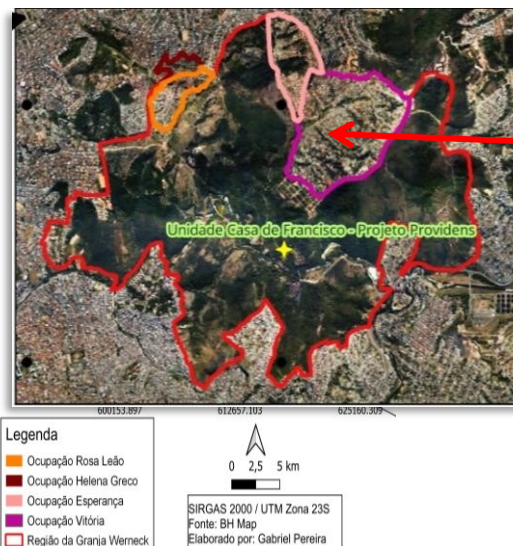 Unidade Casa de Francisco - Projeto Providens
600153.897
612657.103
625160.309
Legenda
Ocupação Rosa Leão
Ocupação Helena Greco
Ocupação Esperança
Ocupação Vitória
Região da Granja Werneck
0 2,5 5 km
SIRGAS 2000 / UTM Zona 23S
Fonte: BH Map
Elaborado por: Gabriel Pereira